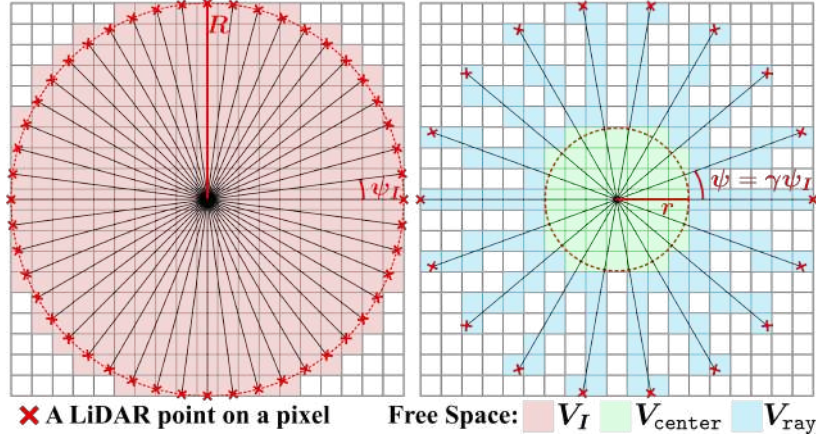 R
ψ_I
ψ = γψ_I
r
× A LiDAR point on a pixel
Free Space: V_I V_center V_ray